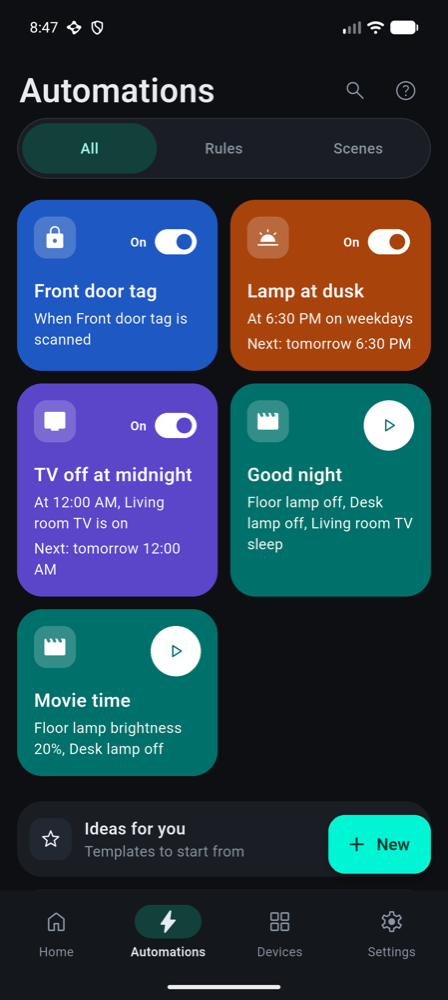 8:47
Automations
All
Rules
Scenes
On
Front door tag
When Front door tag is
scanned
On
Lamp at dusk
At 6:30 PM on weekdays
Next: tomorrow 6:30 PM
On
TV off at midnight
At 12:00 AM, Living
room TV is on
Next: tomorrow 12:00
AM
Good night
Floor lamp off, Desk
lamp off, Living room TV
sleep
Movie time
Floor lamp brightness
20%, Desk lamp off
Ideas for you
Templates to start from
New
Home
Automations
Devices
Settings